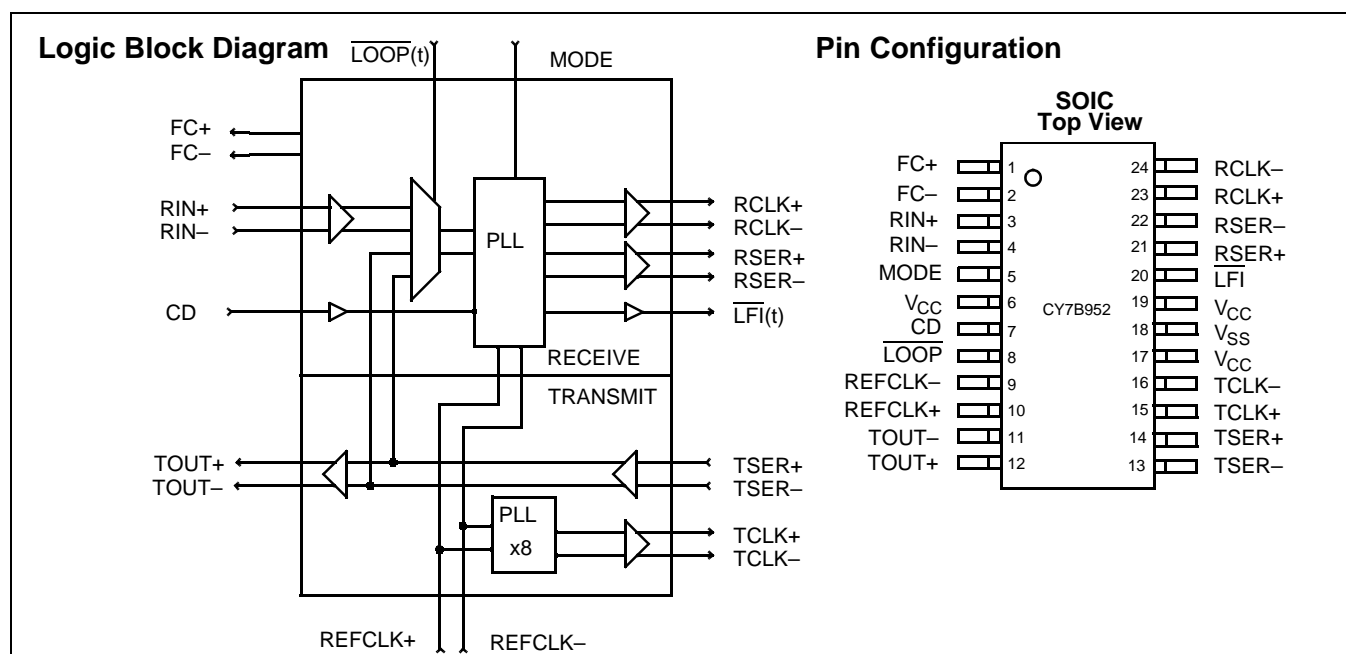 Logic Block Diagram
LOOP(t)
MODE
FC+
FC–
RIN+
RIN–
CD
PLL
RCLK+
RCLK–
RSER+
RSER–
LFI(t)
RECEIVE
TRANSMIT
TOUT+
TOUT–
TSER+
TSER–
PLL
x8
TCLK+
TCLK–
REFCLK+
REFCLK–
Pin Configuration
SOIC
Top View
FC+ 1 24 RCLK–
FC– 2 23 RCLK+
RIN+ 3 22 RSER–
RIN– 4 21 RSER+
MODE 5 20 LFI
VCC 6 CY7B952 19 VCC
CD 7 18 VSS
LOOP 8 17 VCC
REFCLK– 9 16 TCLK–
REFCLK+ 10 15 TCLK+
TOUT– 11 14 TSER+
TOUT+ 12 13 TSER–